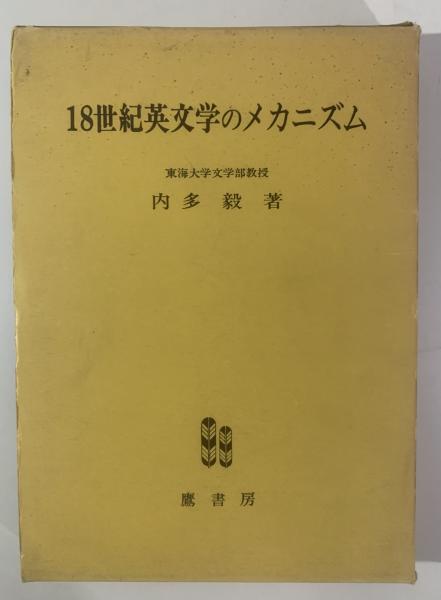 18世紀英文学のメカニズム
東海大学文学部教授
内多 毅 著
鷹書房